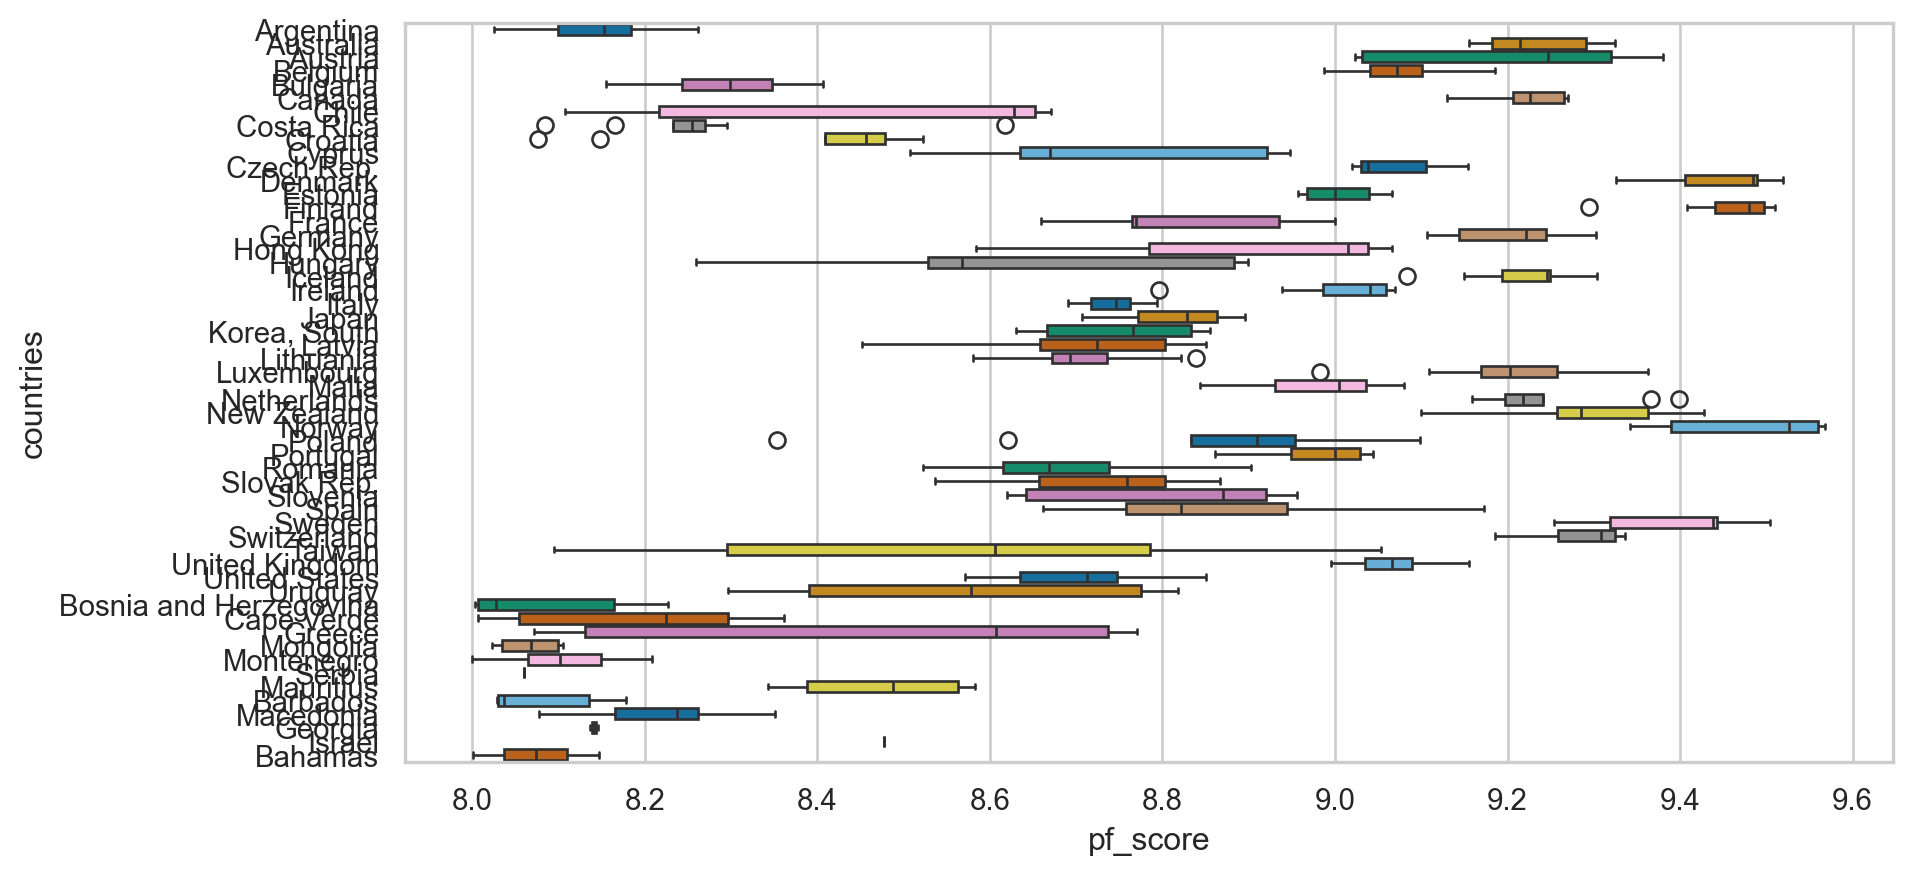 Argentina
Australia
Austria
Belgium
Bulgaria
Canada
Chile
Costa Rica
Croatia
Cyprus
Czech Rep.
Denmark
Estonia
Finland
France
Germany
Hong Kong
Hungary
Iceland
Ireland
Italy
Japan
Korea, South
Latvia
Lithuania
Luxembourg
Malta
Netherlands
New Zealand
Norway
Poland
Portugal
Romania
Slovak Rep.
Slovenia
Spain
Sweden
Switzerland
Taiwan
United Kingdom
United States
Uruguay
Bosnia and Herzegovina
Cape Verde
Greece
Mongolia
Montenegro
Serbia
Mauritius
Barbados
Macedonia
Georgia
Israel
Bahamas
countries
8.0 8.2 8.4 8.6 8.8 9.0 9.2 9.4 9.6
pf_score